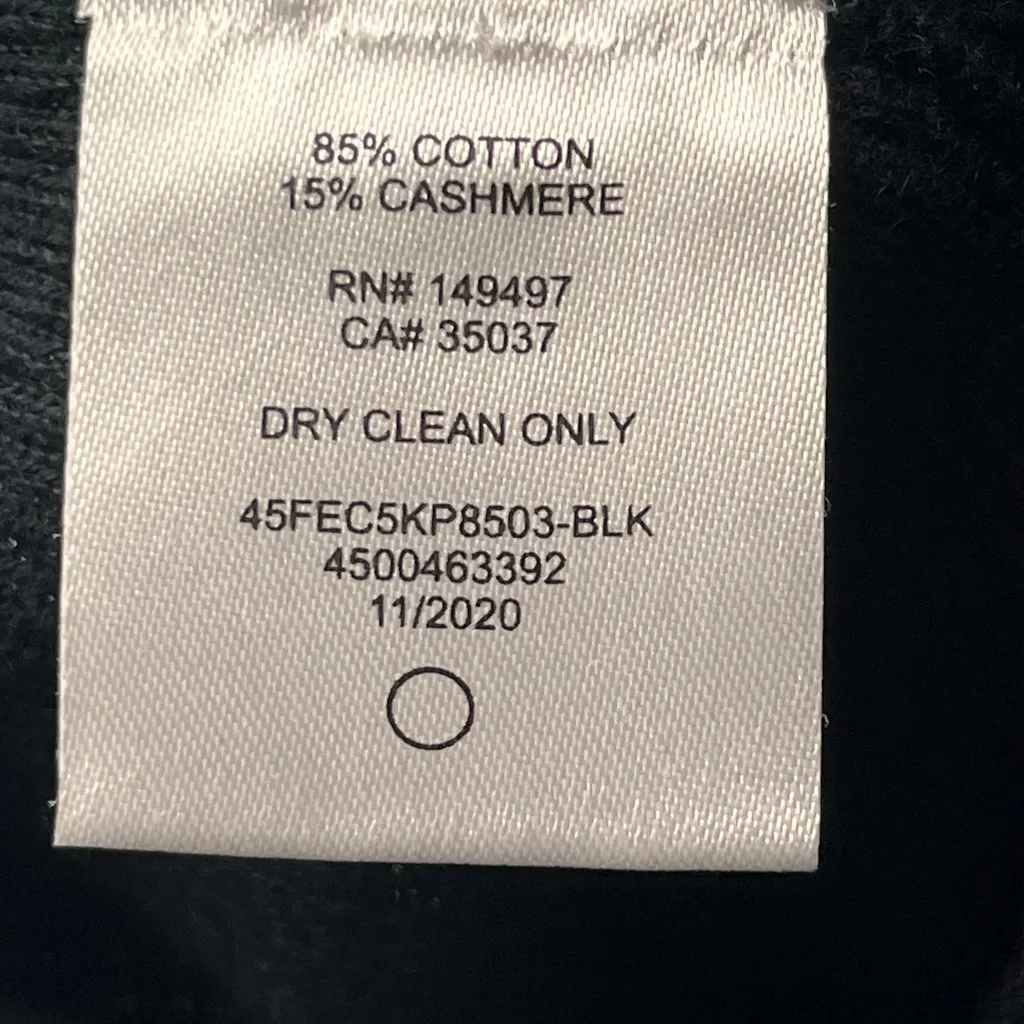 85% COTTON
15% CASHMERE
RN# 149497
CA# 35037
DRY CLEAN ONLY
45FEC5KP8503-BLK
4500463392
11/2020